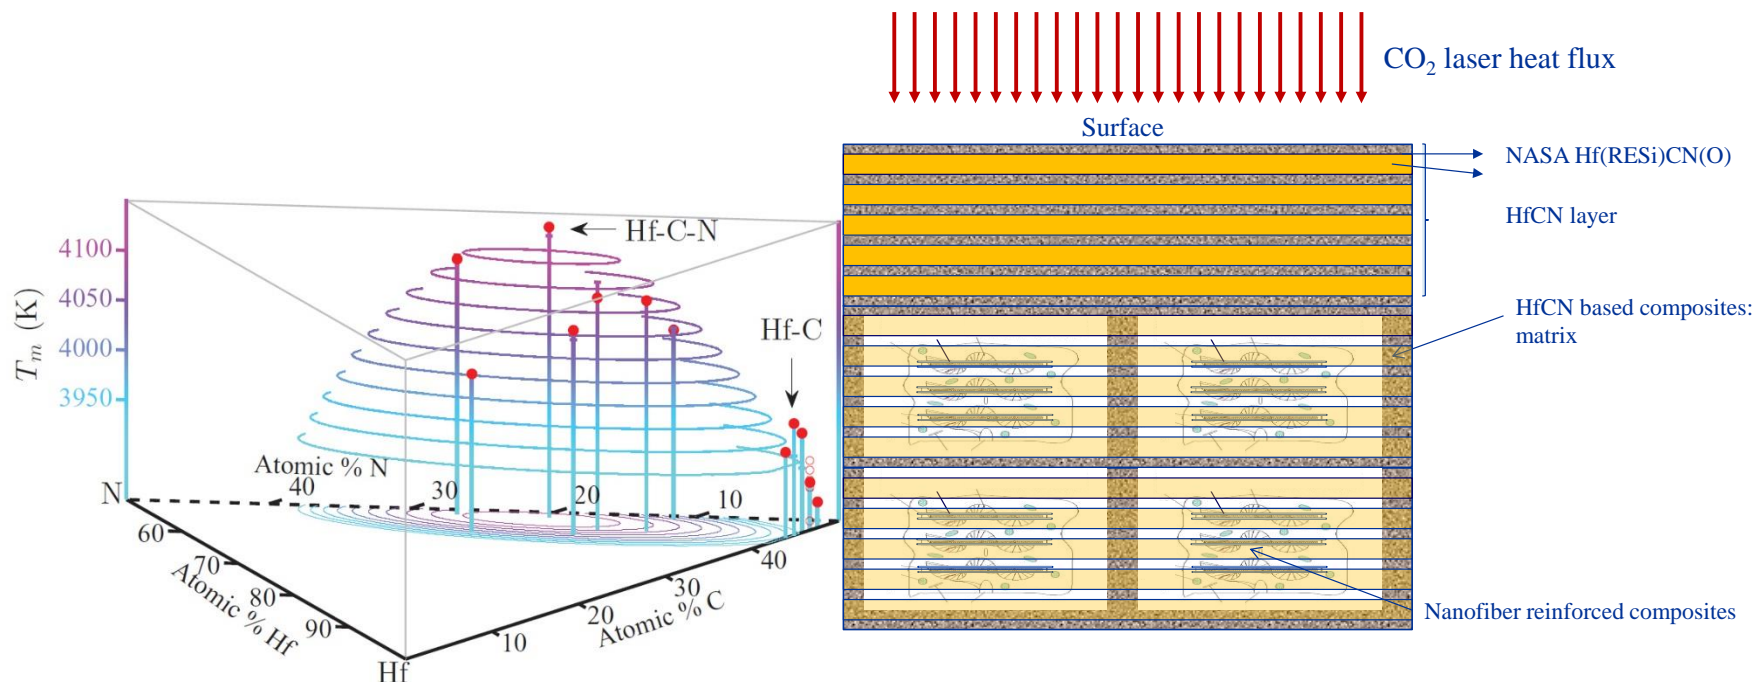 CO₂ laser heat flux
Surface
NASA Hf(RESi)CN(O)
HfCN layer
HfCN based composites:
matrix
Nanofiber reinforced composites
Hf-C-N
Hf-C
T_m (K)
4100
4050
4000
3950
N
Atomic % N
40
30
20
10
60
70
80
90
Atomic % Hf
Hf
10
20
30
40
Atomic % C